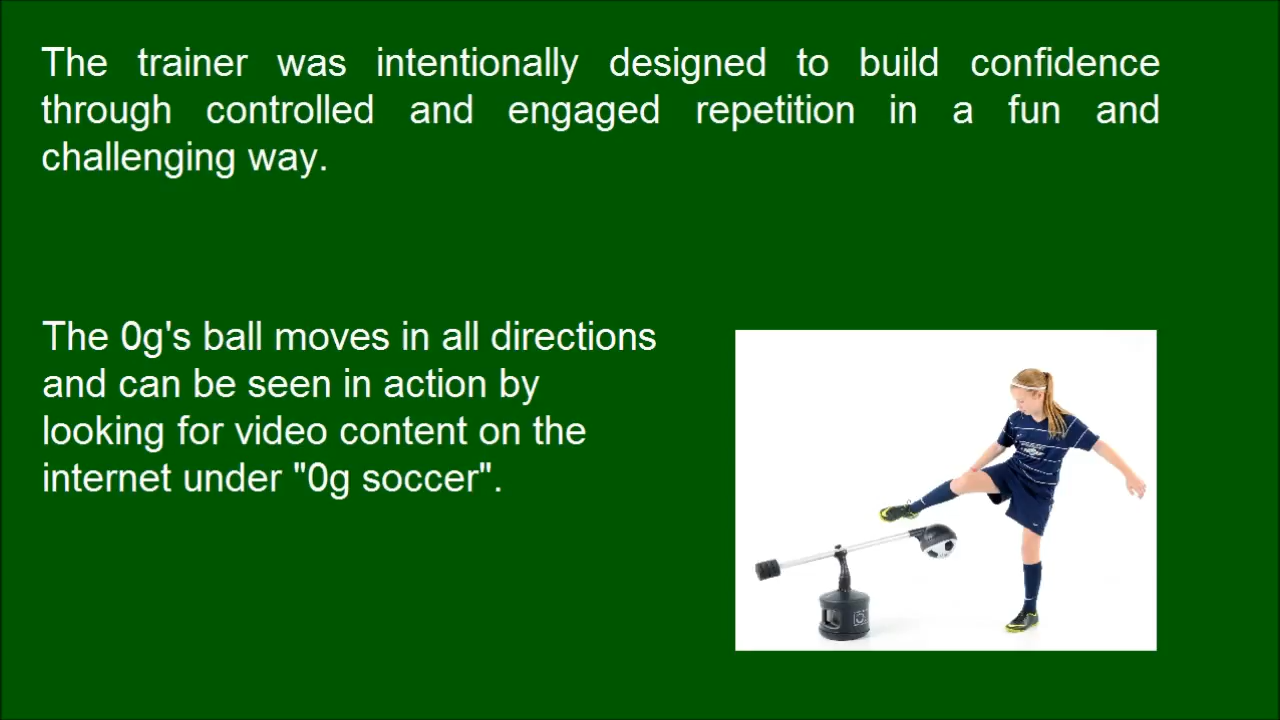 The trainer was intentionally designed to build confidence
through controlled and engaged repetition in a fun and
challenging way.
The 0g's ball moves in all directions
and can be seen in action by
looking for video content on the
internet under "0g soccer".